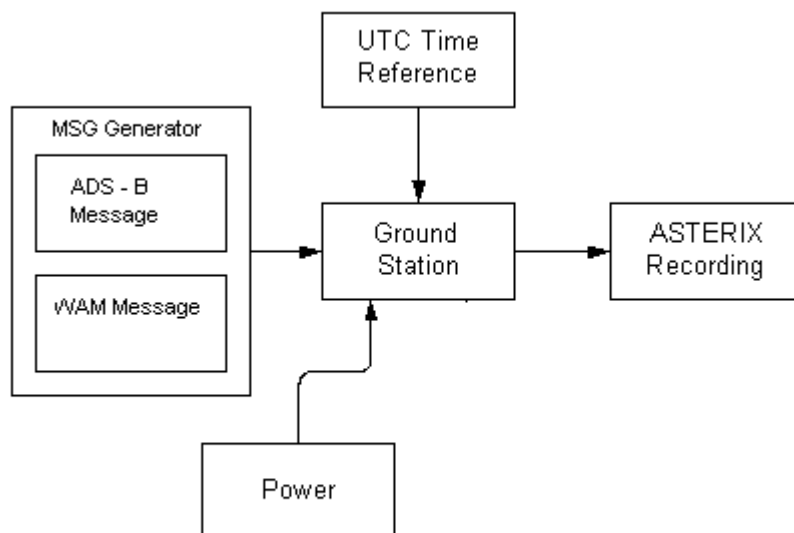 UTC Time
Reference
MSG Generator
ADS - B
Message
WAM Message
Ground
Station
ASTERIX
Recording
Power